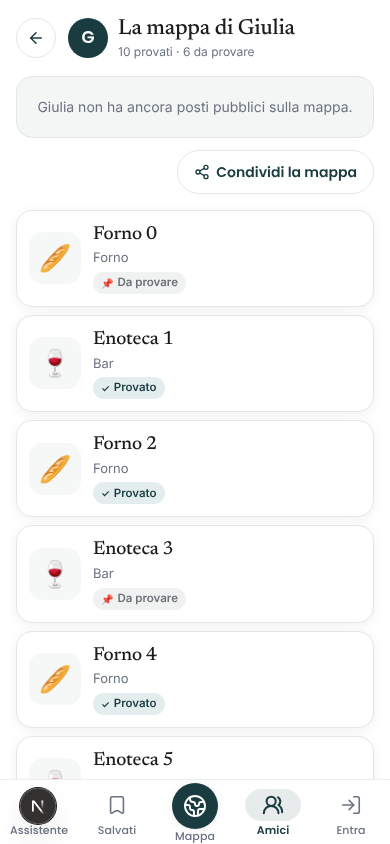 G
La mappa di Giulia
10 provati · 6 da provare
Giulia non ha ancora posti pubblici sulla mappa.
Condividi la mappa
Forno 0
Forno
📌 Da provare
Enoteca 1
Bar
✓ Provato
Forno 2
Forno
✓ Provato
Enoteca 3
Bar
📌 Da provare
Forno 4
Forno
✓ Provato
Enoteca 5
N
Assistente
Salvati
Mappa
Amici
Entra